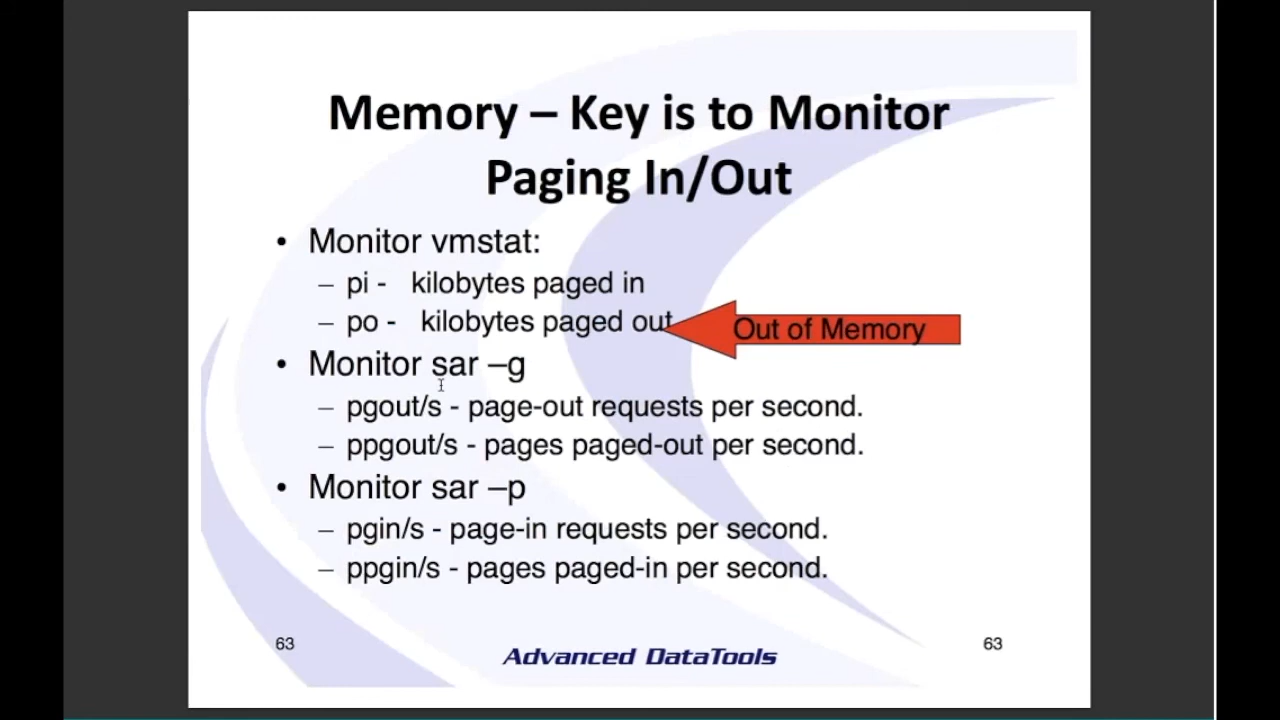 Memory – Key is to Monitor
Paging In/Out
• Monitor vmstat:
– pi - kilobytes paged in
– po - kilobytes paged out
Out of Memory
• Monitor sar –g
– pgout/s - page-out requests per second.
– ppgout/s - pages paged-out per second.
• Monitor sar –p
– pgin/s - page-in requests per second.
– ppgin/s - pages paged-in per second.
63
Advanced DataTools
63